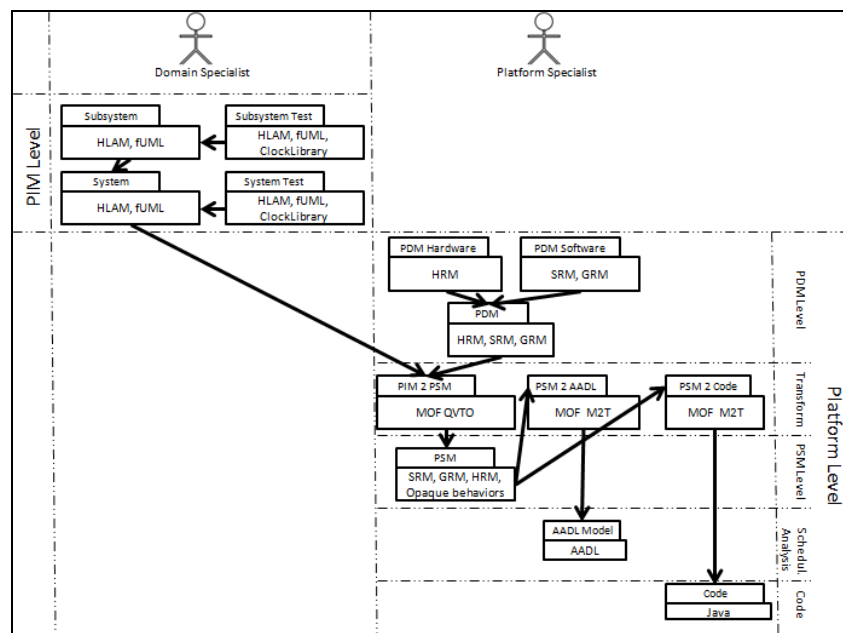 Domain Specialist
Platform Specialist
PIM Level
Subsystem
HLAM, fUML
Subsystem Test
HLAM, fUML,
ClockLibrary
System
HLAM, fUML
System Test
HLAM, fUML,
ClockLibrary
Platform Level
PDM Level
PDM Hardware
HRM
PDM Software
SRM, GRM
PDM
HRM, SRM, GRM
Transform
PIM 2 PSM
MOF QVTO
PSM 2 AADL
MOF M2T
PSM 2 Code
MOF M2T
PSM Level
PSM
SRM, GRM, HRM,
Opaque behaviors
Schedul.
Analysis
AADL Model
AADL
Code
Code
Java